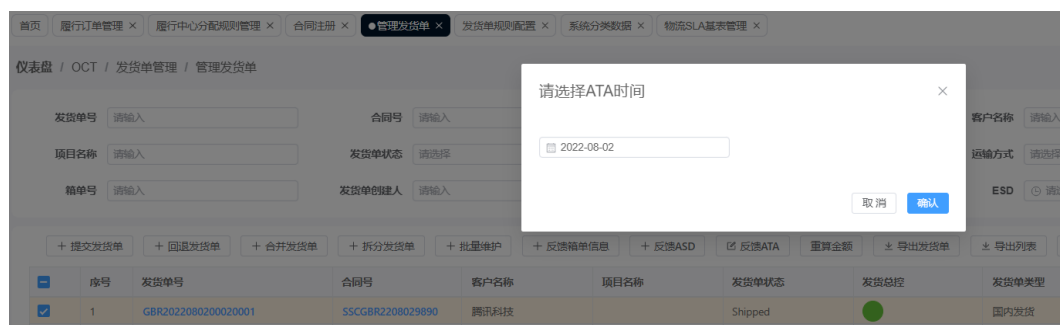 首页 履行订单管理 × 履行中心分配规则管理 × 合同注册 × 管理发货单 × 发货单规则配置 × 系统分类数据 × 物流SLA基表管理 ×
仪表盘 / OCT / 发货单管理 / 管理发货单
请选择ATA时间 ×
发货单号 请输入 合同号 请输入 客户名称 请输入
2022-08-02
项目名称 请输入 发货单状态 请选择 运输方式 请选择
箱单号 请输入 发货单创建人 请输入 ESD
取消 确认
+ 提交发货单 + 回退发货单 + 合并发货单 + 拆分发货单 + 批量维护 + 反馈箱单信息 + 反馈ASD 反馈ATA 重算金额 导出发货单 导出列表
序号 发货单号 合同号 客户名称 项目名称 发货单状态 发货总控 发货单类型
1 GBR2022080200020001 SSCGBR2208029890 腾讯科技 Shipped 国内发货